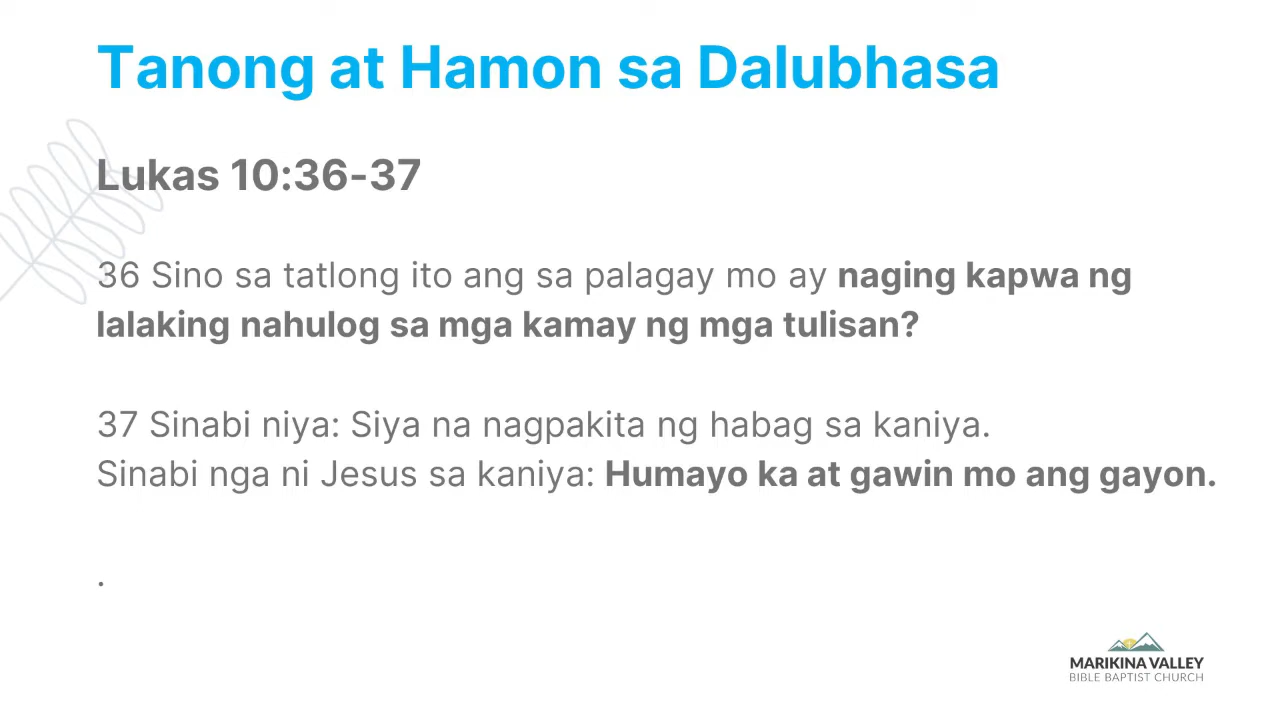 Tanong at Hamon sa Dalubhasa
Lukas 10:36-37
36 Sino sa tatlong ito ang sa palagay mo ay naging kapwa ng
lalaking nahulog sa mga kamay ng mga tulisan?
37 Sinabi niya: Siya na nagpakita ng habag sa kaniya.
Sinabi nga ni Jesus sa kaniya: Humayo ka at gawin mo ang gayon.
.
MARIKINA VALLEY
BIBLE BAPTIST CHURCH